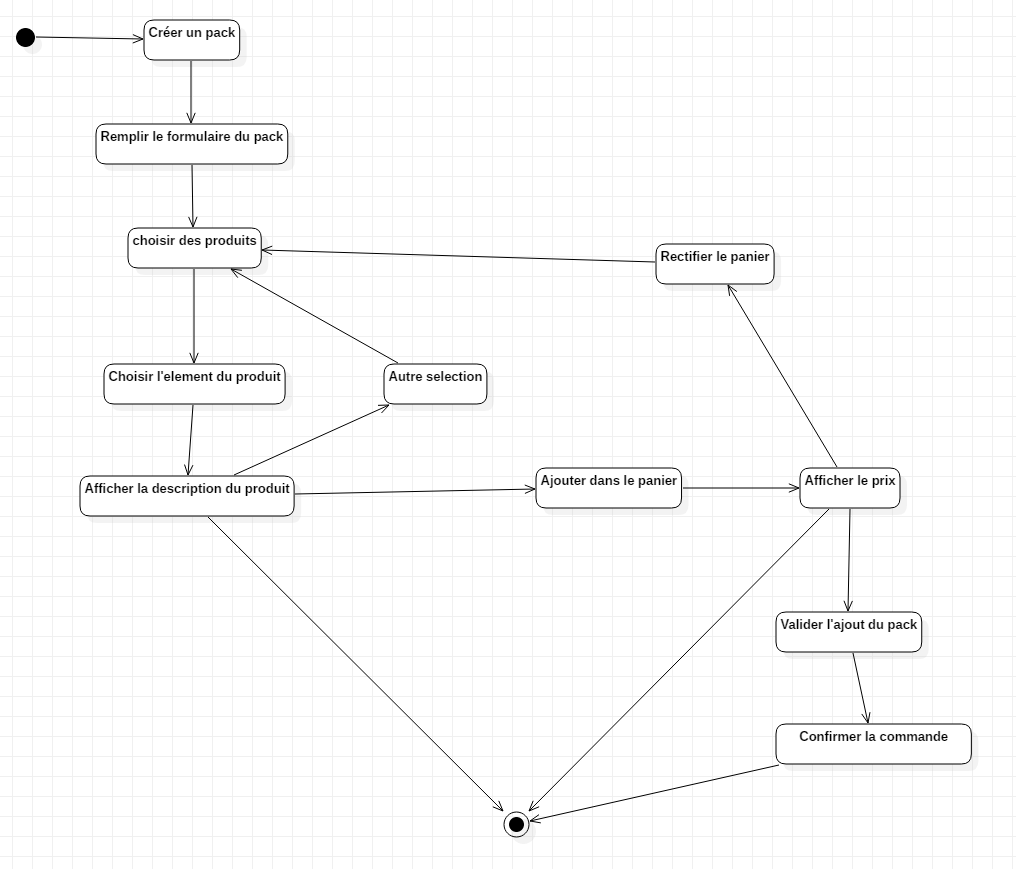 Créer un pack
Remplir le formulaire du pack
choisir des produits
Rectifier le panier
Choisir l'element du produit
Autre selection
Afficher la description du produit
Ajouter dans le panier
Afficher le prix
Valider l'ajout du pack
Confirmer la commande